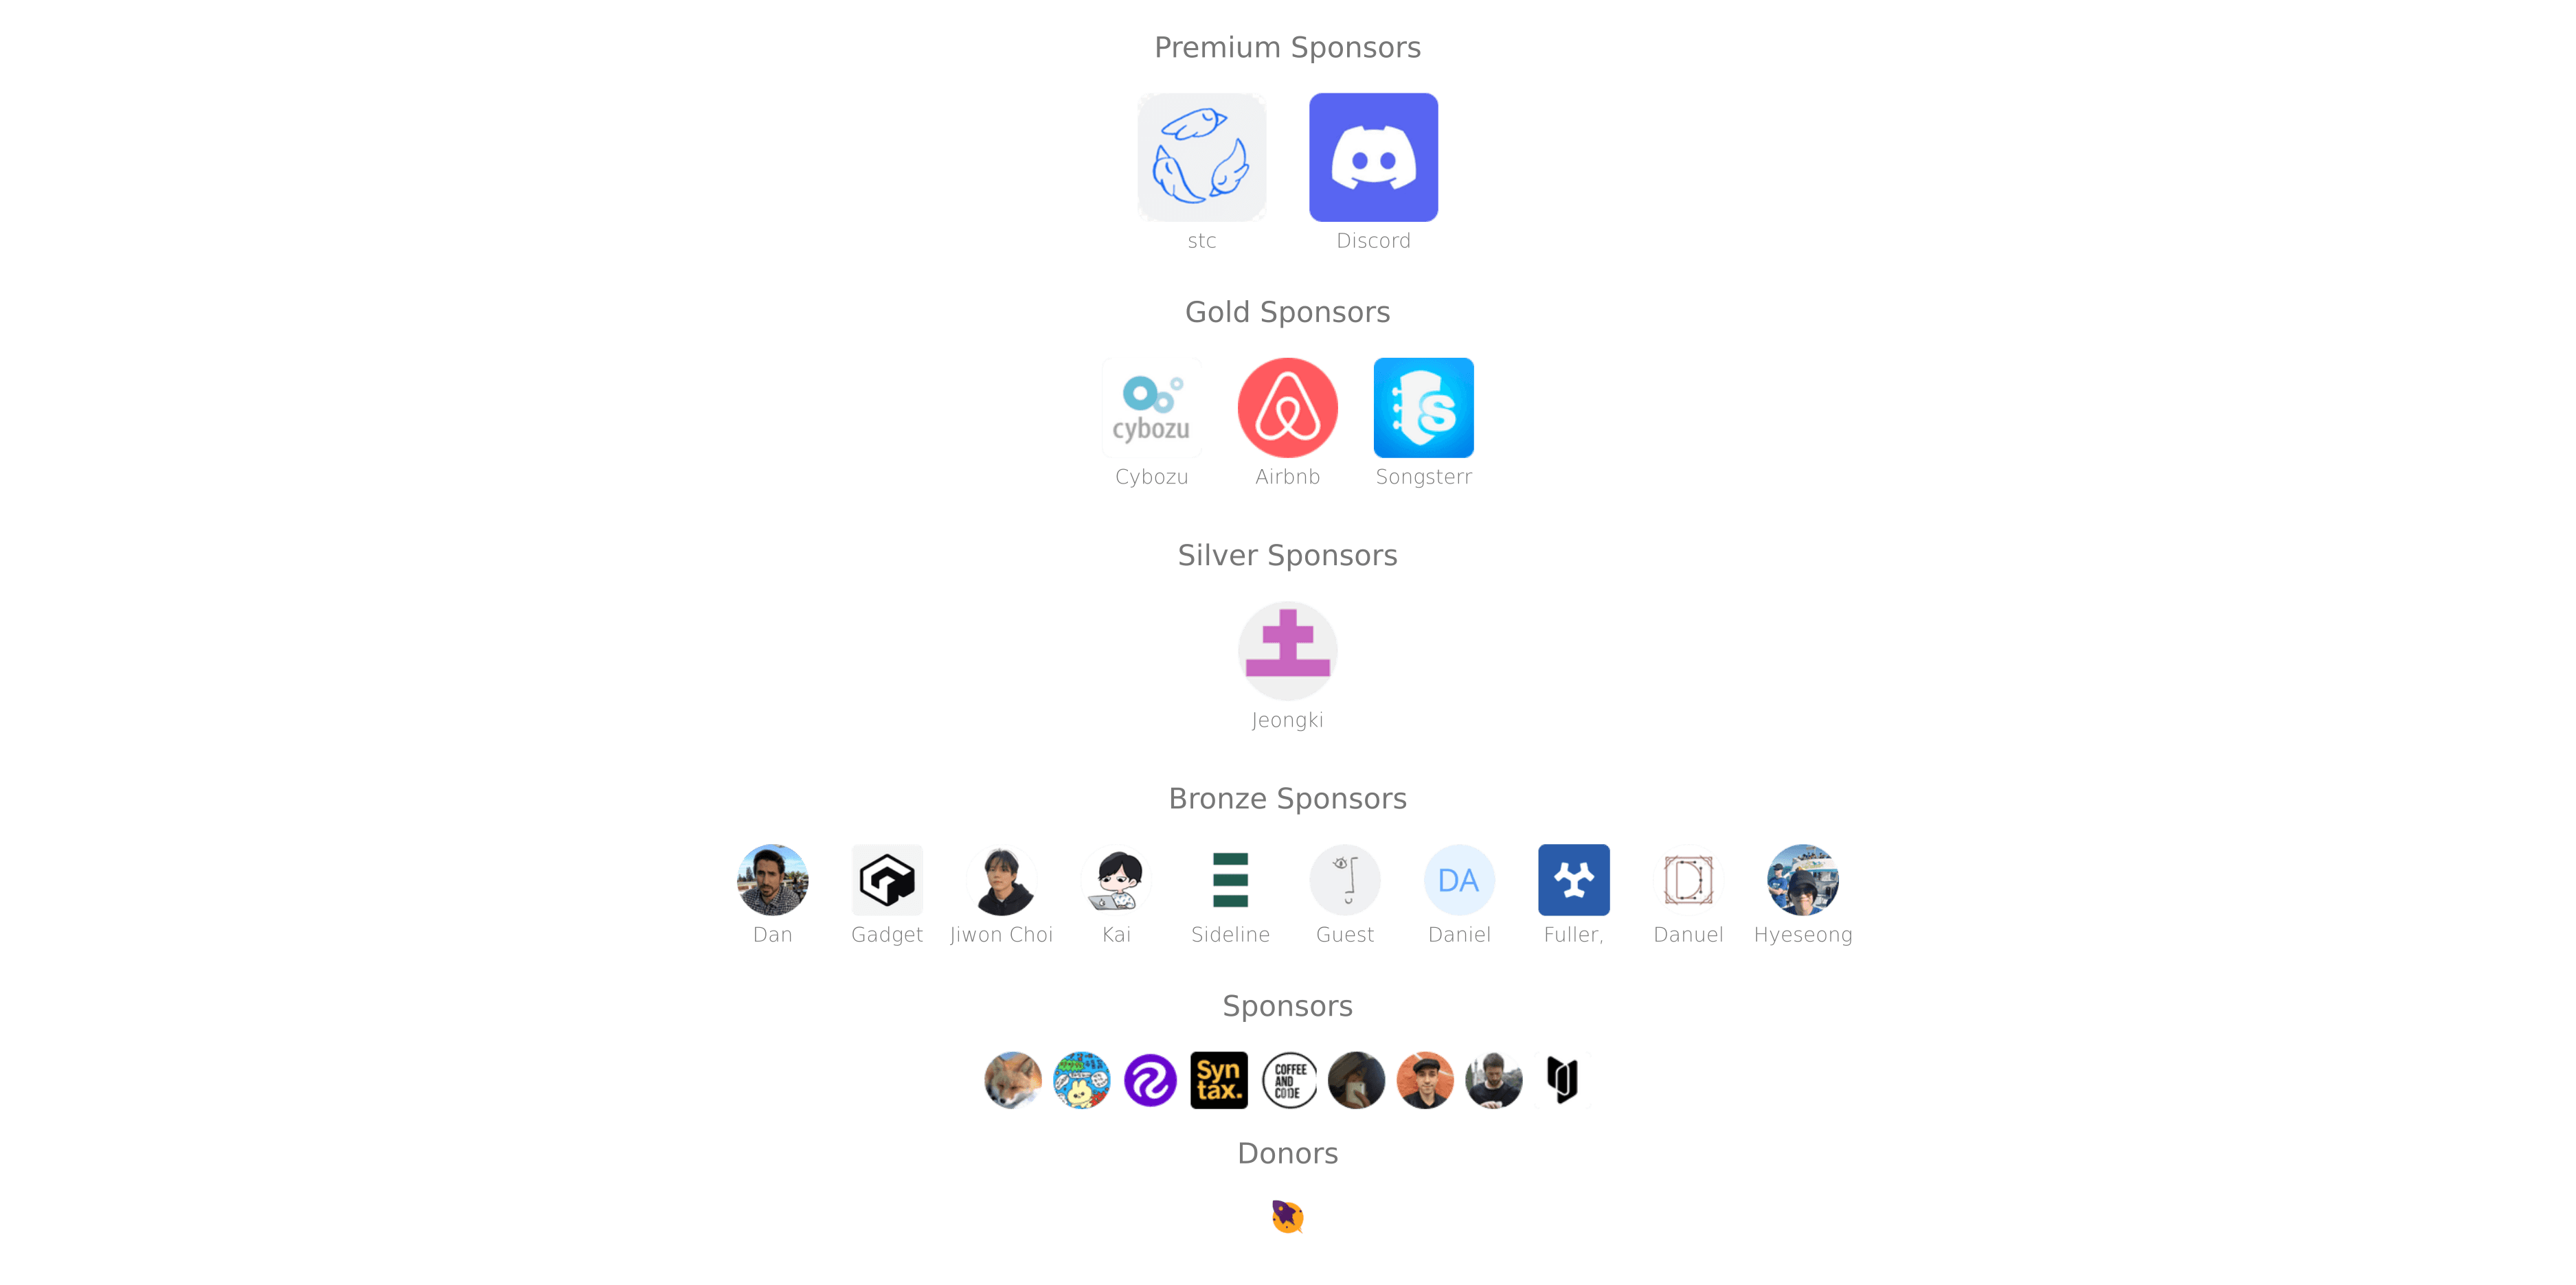 Premium Sponsors
stc
Discord
Gold Sponsors
cybozu
S
Cybozu
Airbnb
Songsterr
Silver Sponsors
Jeongki
Bronze Sponsors
DA
D
Dan
Gadget
Jiwon Choi
Kai
Sideline
Guest
Daniel
Fuller,
Danuel
Hyeseong
Sponsors
Syn
tax.
COFFEE
AND
CODE
Donors